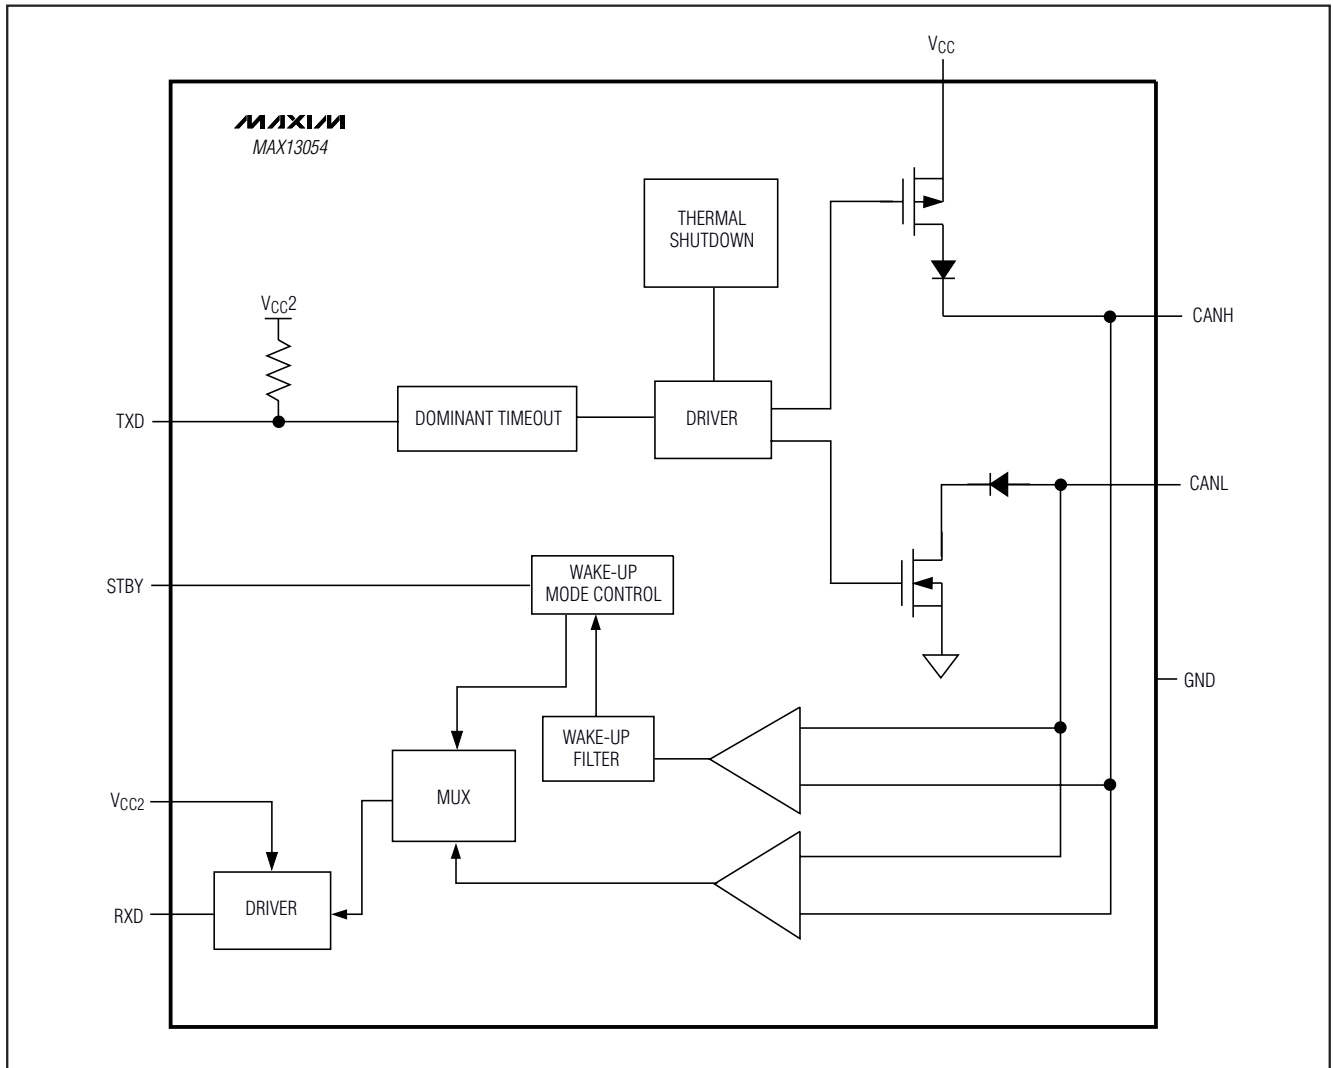 VCC
MAXIM
MAX13054
THERMAL
SHUTDOWN
VCC2
CANH
TXD
DOMINANT TIMEOUT
DRIVER
CANL
STBY
WAKE-UP
MODE CONTROL
GND
WAKE-UP
FILTER
VCC2
MUX
RXD
DRIVER